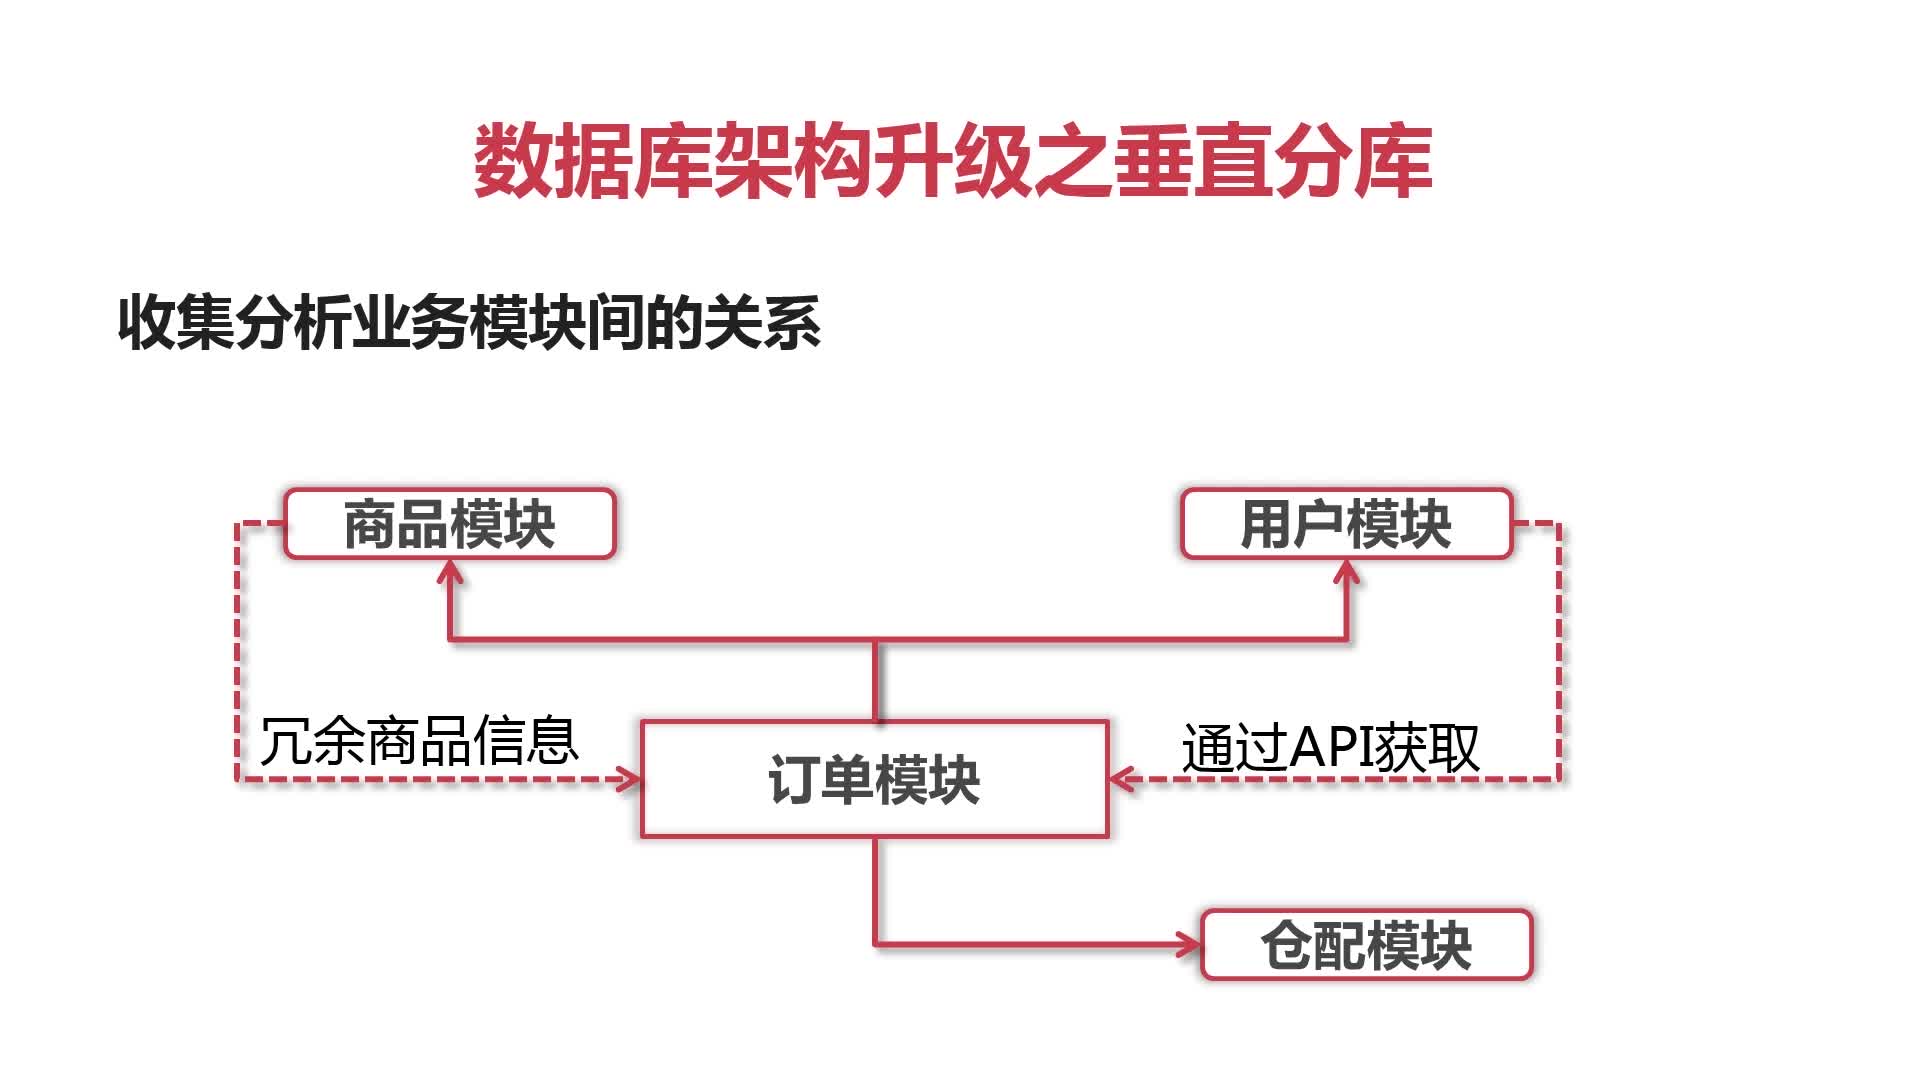 数据库架构升级之垂直分库
收集分析业务模块间的关系
商品模块
用户模块
冗余商品信息
通过API获取
订单模块
仓配模块